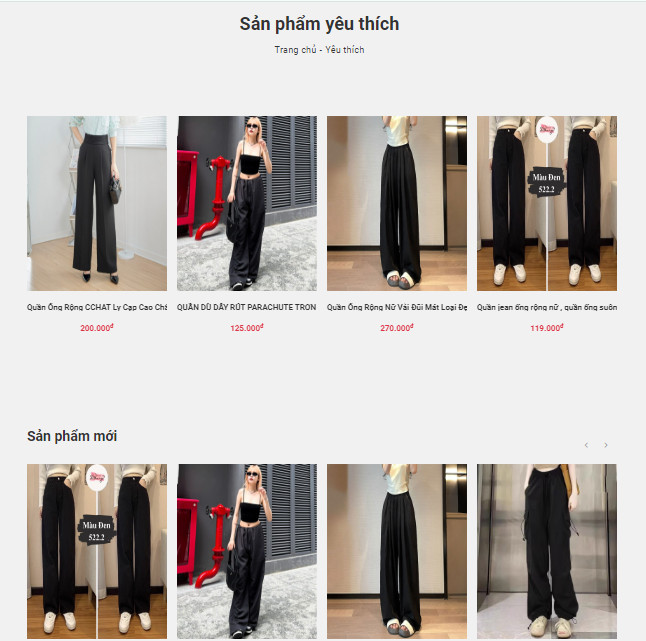 Sản phẩm yêu thích
Trang chủ - Yêu thích
Màu Đen
522.2
Quần Ống Rộng CCHAT Ly Cạp Cao Chấ
QUẦN DÙ DÂY RÚT PARACHUTE TRƠN
Quần Ống Rộng Nữ Vải Đũi Mát Loại Đẹ
Quần jean ống rộng nữ , quần ống suôn
200.000đ
125.000đ
270.000đ
119.000đ
Sản phẩm mới
Màu Đen
522.2